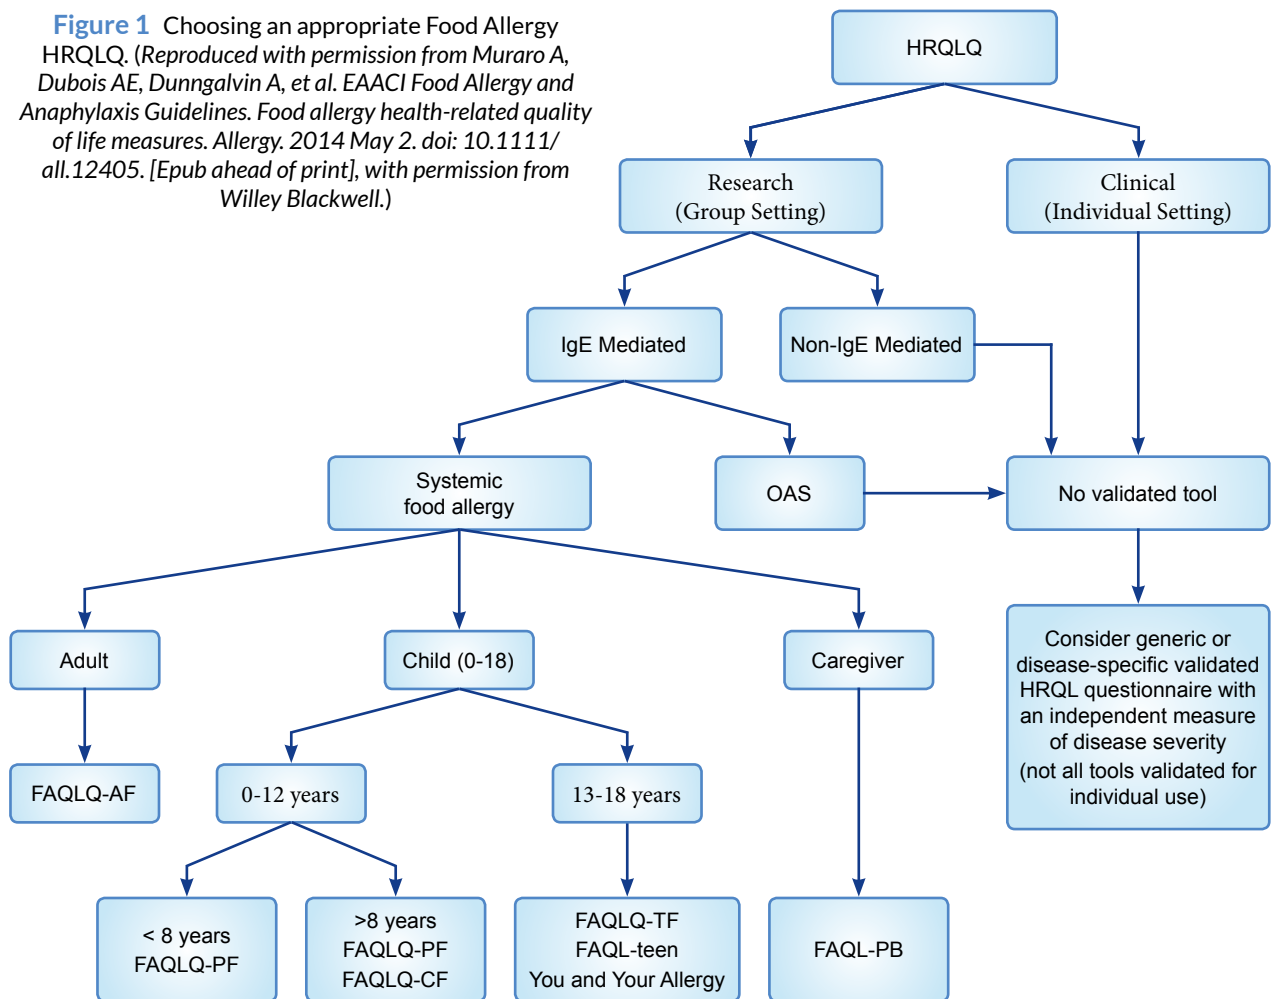 Figure 1 Choosing an appropriate Food Allergy
HRQLQ. (Reproduced with permission from Muraro A,
Dubois AE, Dunngalvin A, et al. EAACI Food Allergy and
Anaphylaxis Guidelines. Food allergy health-related quality
of life measures. Allergy. 2014 May 2. doi: 10.1111/
all.12405. [Epub ahead of print], with permission from
Willey Blackwell.)
HRQLQ
Research
(Group Setting)
Clinical
(Individual Setting)
IgE Mediated
Non-IgE Mediated
Systemic
food allergy
OAS
No validated tool
Adult
Child (0-18)
Caregiver
Consider generic or
disease-specific validated
HRQL questionnaire with
an independent measure
of disease severity
(not all tools validated for
individual use)
FAQLQ-AF
0-12 years
13-18 years
< 8 years
FAQLQ-PF
>8 years
FAQLQ-PF
FAQLQ-CF
FAQLQ-TF
FAQL-teen
You and Your Allergy
FAQL-PB